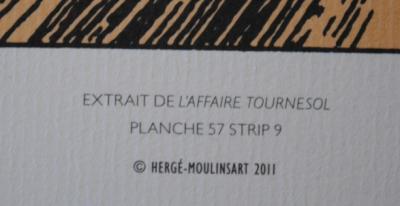 EXTRAIT DE L'AFFAIRE TOURNESOL
PLANCHE 57 STRIP 9
© HERGÉ-MOULINSART 2011